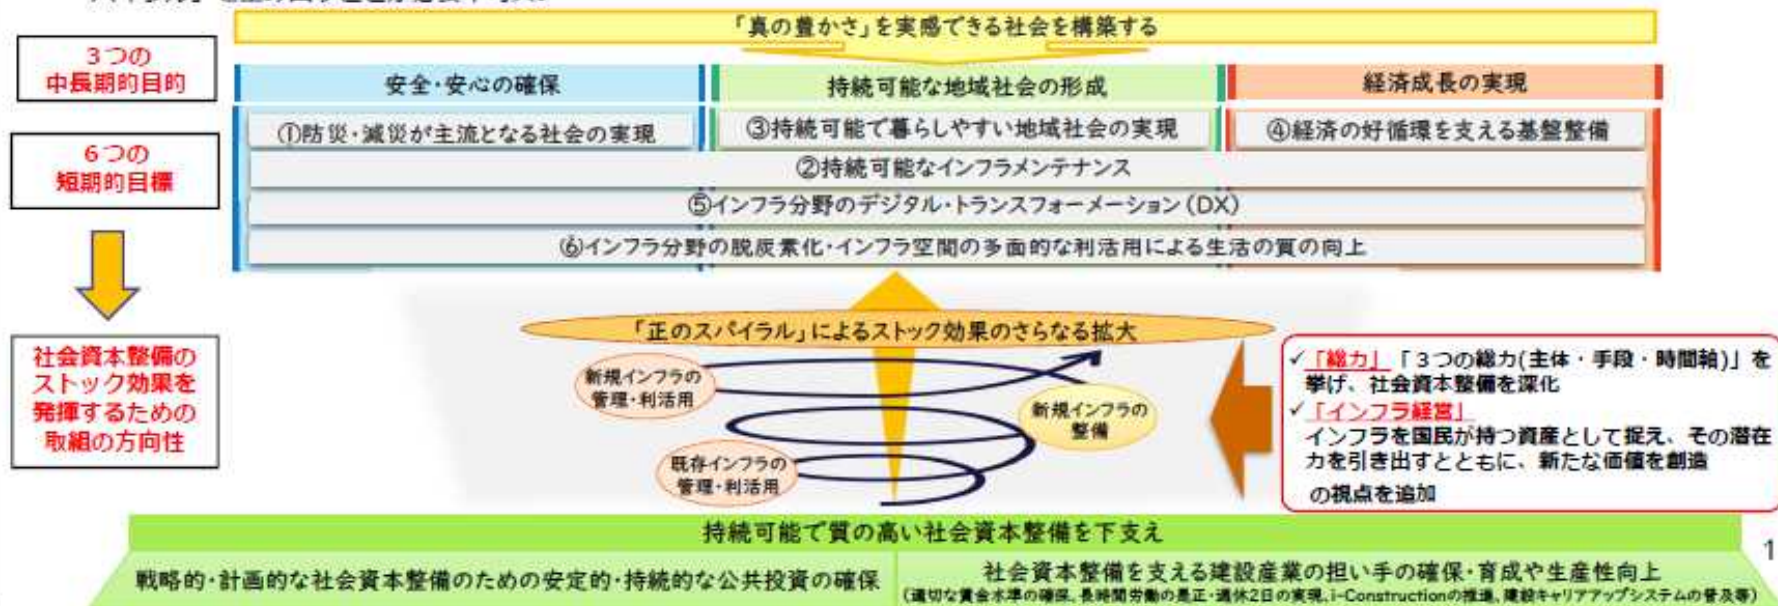 「真の豊かさ」を実感できる社会を構築する
3つの
中長期的目的
安全・安心の確保
持続可能な地域社会の形成
経済成長の実現
6つの
短期的目標
①防災・減災が主流となる社会の実現
③持続可能で暮らしやすい地域社会の実現
④経済の好循環を支える基盤整備
②持続可能なインフラメンテナンス
⑤インフラ分野のデジタル・トランスフォーメーション(DX)
⑥インフラ分野の脱炭素化・インフラ空間の多面的な利活用による生活の質の向上
社会資本整備の
ストック効果を
発揮するための
取組の方向性
「正のスパイラル」によるストック効果のさらなる拡大
新規インフラの
管理・利活用
新規インフラの
整備
既存インフラの
管理・利活用
✓「総力」「3つの総力(主体・手段・時間軸)」を
挙げ、社会資本整備を深化
✓「インフラ経営」
インフラを国民が持つ資産として捉え、その潜在
力を引き出すとともに、新たな価値を創造
の視点を追加
持続可能で質の高い社会資本整備を下支え
戦略的・計画的な社会資本整備のための安定的・持続的な公共投資の確保
社会資本整備を支える建設産業の担い手の確保・育成や生産性向上
(適切な賃金水準の確保、長時間労働の是正・週休2日の実現、i-Constructionの推進、建設キャリアアップシステムの普及等)
1